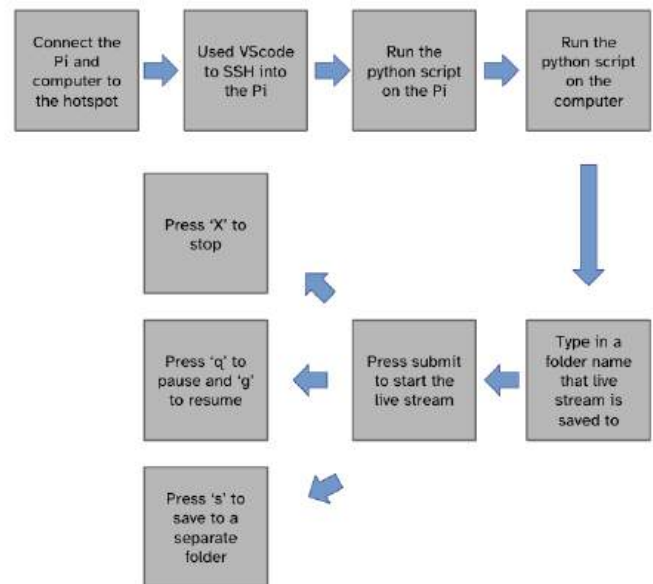 Connect the
Pi and
computer to
the hotspot
Used VScode
to SSH into
the Pi
Run the
python script
on the Pi
Run the
python script
on the
computer
Type in a
folder name
that live
stream is
saved to
Press submit
to start the
live stream
Press ‘X’ to
stop
Press ‘q’ to
pause and ‘g’
to resume
Press ‘s’ to
save to a
separate
folder